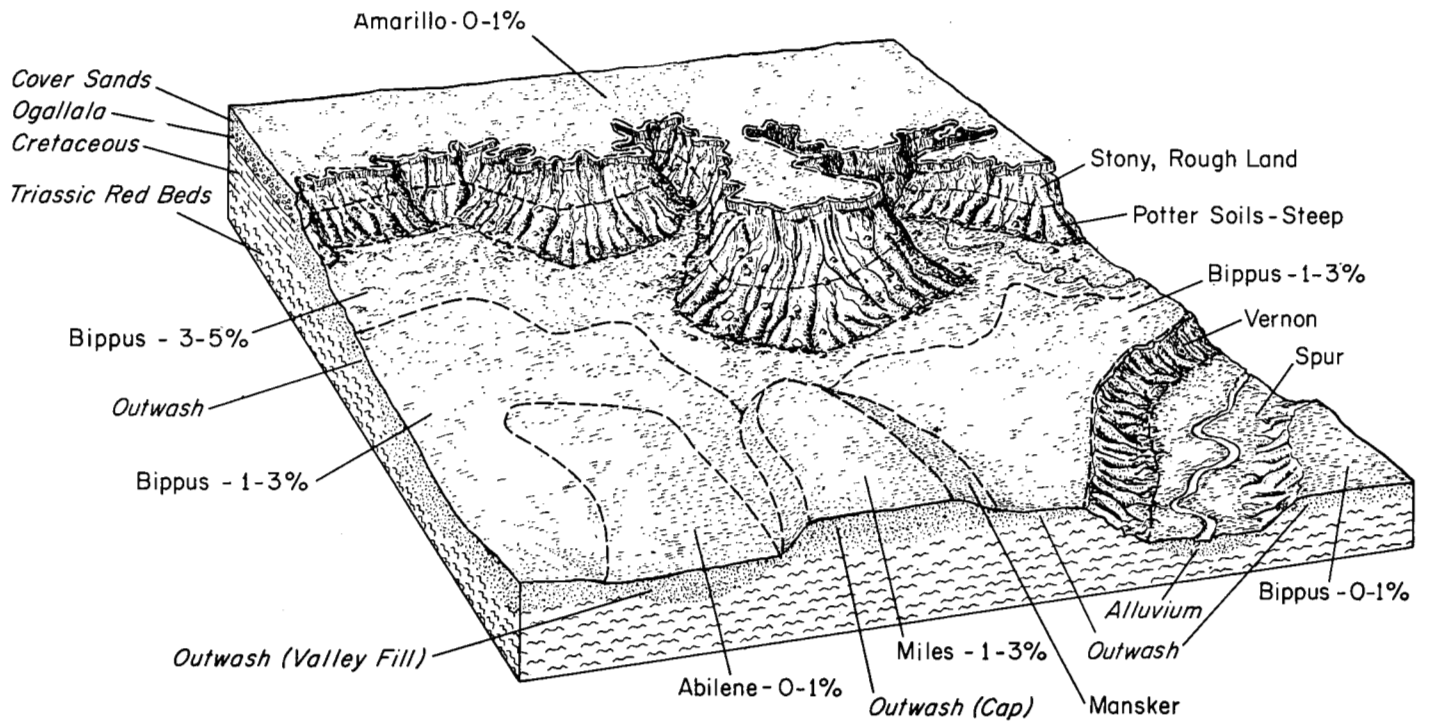 Amarillo - 0-1%
Cover Sands
Ogallala
Cretaceous
Triassic Red Beds
Stony, Rough Land
Potter Soils - Steep
Bippus - 1-3%
Vernon
Spur
Bippus - 3-5%
Outwash
Bippus - 1-3%
Bippus - 0-1%
Alluvium
Outwash
Outwash (Valley Fill)
Miles - 1-3%
Abilene - 0-1%
Outwash (Cap)
Mansker